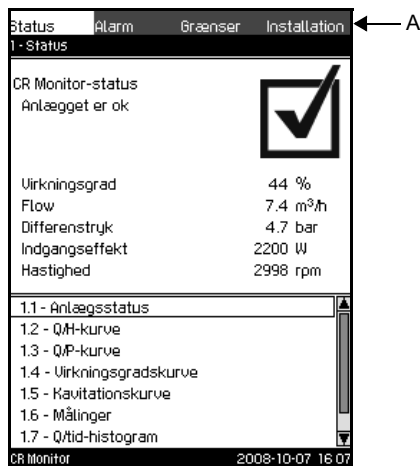 Status Alarm Grænser Installation A
1 - Status
CR Monitor-status
Anlægget er ok
Virkningsgrad 44 %
Flow 7.4 m³/h
Differenstryk 4.7 bar
Indgangseffekt 2200 W
Hastighed 2998 rpm
1.1 - Anlægsstatus
1.2 - Q/H-kurve
1.3 - Q/P-kurve
1.4 - Virkningsgradskurve
1.5 - Kavitationskurve
1.6 - Målinger
1.7 - Q/tid-histogram
CR Monitor 2008-10-07 16:07